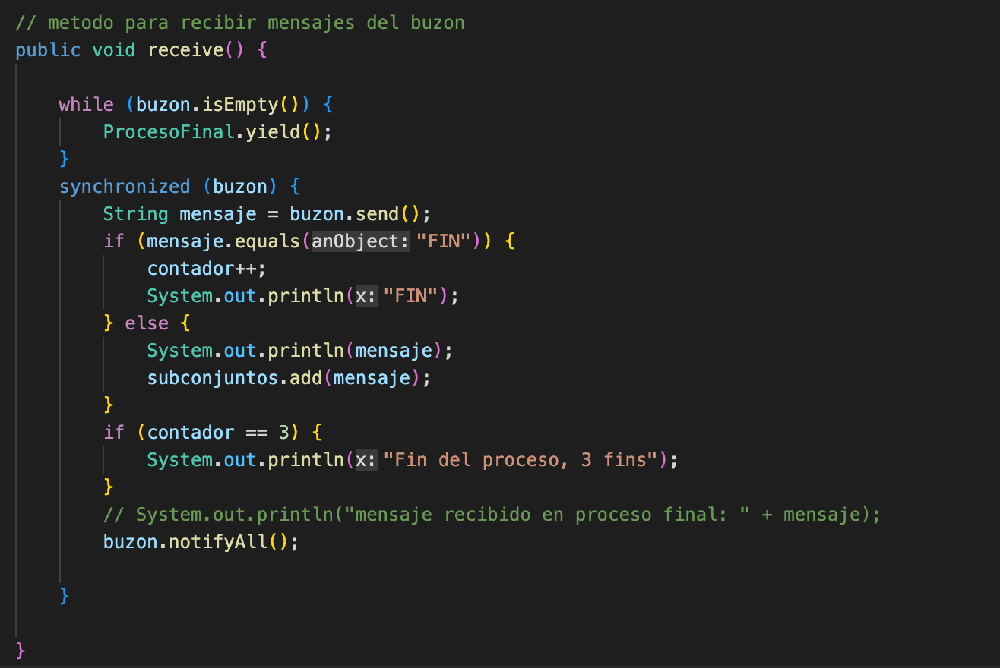 // metodo para recibir mensajes del buzon
public void receive() {
while (buzon.isEmpty()) {
ProcesoFinal.yield();
}
synchronized (buzon) {
String mensaje = buzon.send();
if (mensaje.equals(anObject: "FIN")) {
contador++;
System.out.println(x: "FIN");
} else {
System.out.println(mensaje);
subconjuntos.add(mensaje);
}
if (contador == 3) {
System.out.println(x: "Fin del proceso, 3 fins");
}
// System.out.println("mensaje recibido en proceso final: " + mensaje);
buzon.notifyAll();
}
}